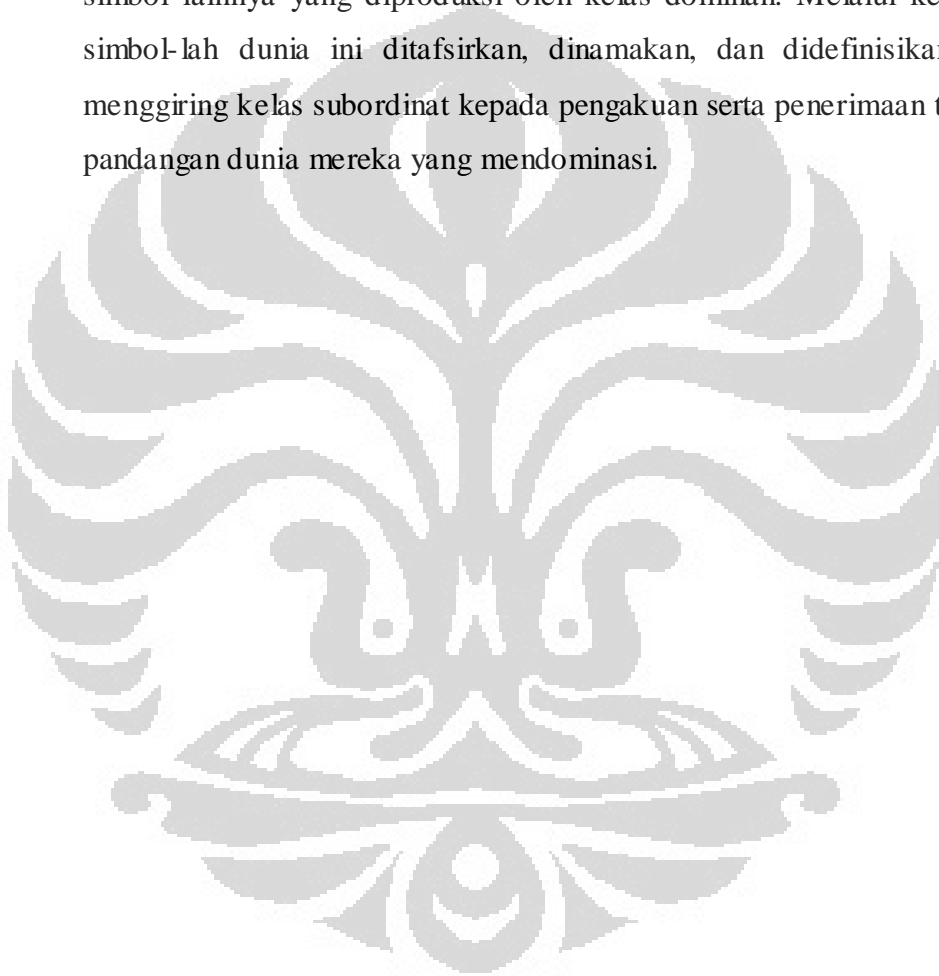 simbol lainnya yang diproduksi oleh kelas dominan. Melalui
simbol-lah dunia ini ditafsirkan, dinamakan, dan didefinisikan
menggiring kelas subordinat kepada pengakuan serta penerimaan
pandangan dunia mereka yang mendominasi.